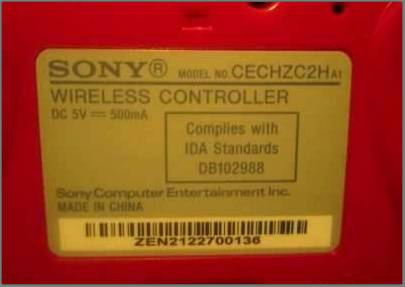 SONY® MODEL NO. CECHZC2H A1
WIRELESS CONTROLLER
DC 5V ⎓ 500mA
Complies with
IDA Standards
DB102988
Sony Computer Entertainment Inc.
MADE IN CHINA
ZEN2122700136